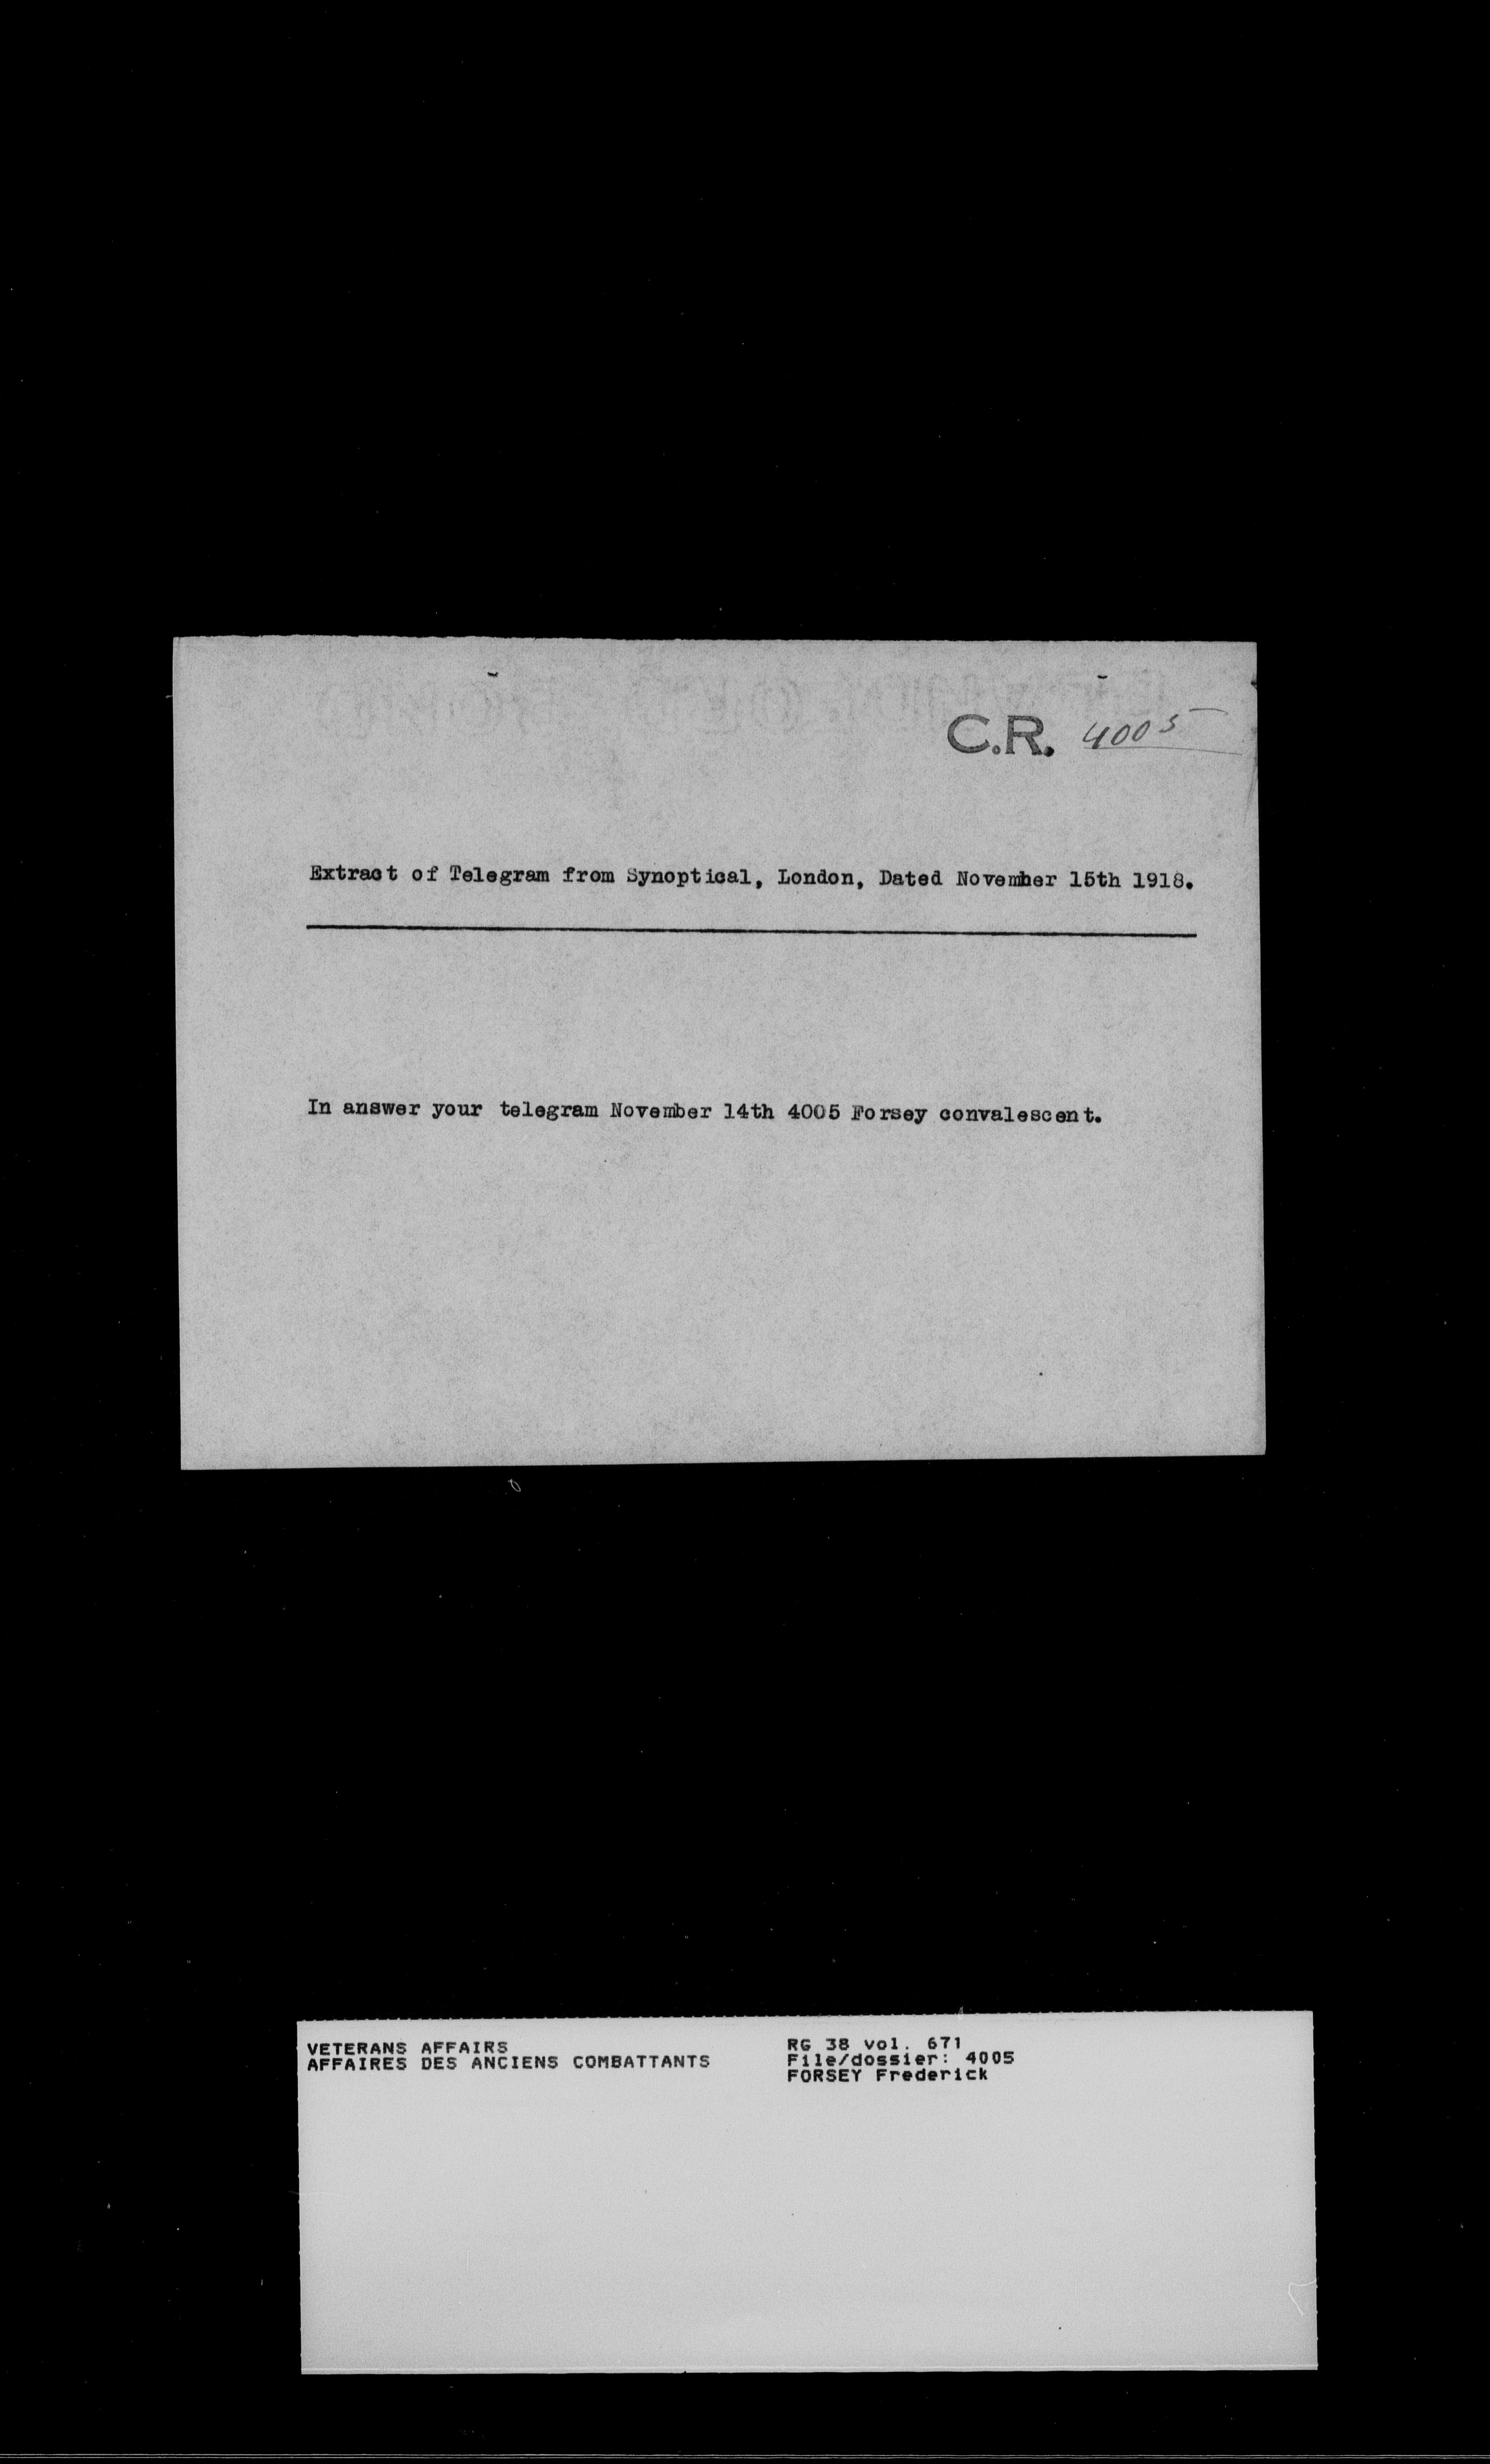 C.R. 4005
Extract of Telegram from Synoptical, London, Dated November 15th 1918.
In answer your telegram November 14th 4005 Forsey convalescent.
VETERANS AFFAIRS
AFFAIRES DES ANCIENS COMBATTANTS
RG 38 vol. 671
File/dossier: 4005
FORSEY Frederick